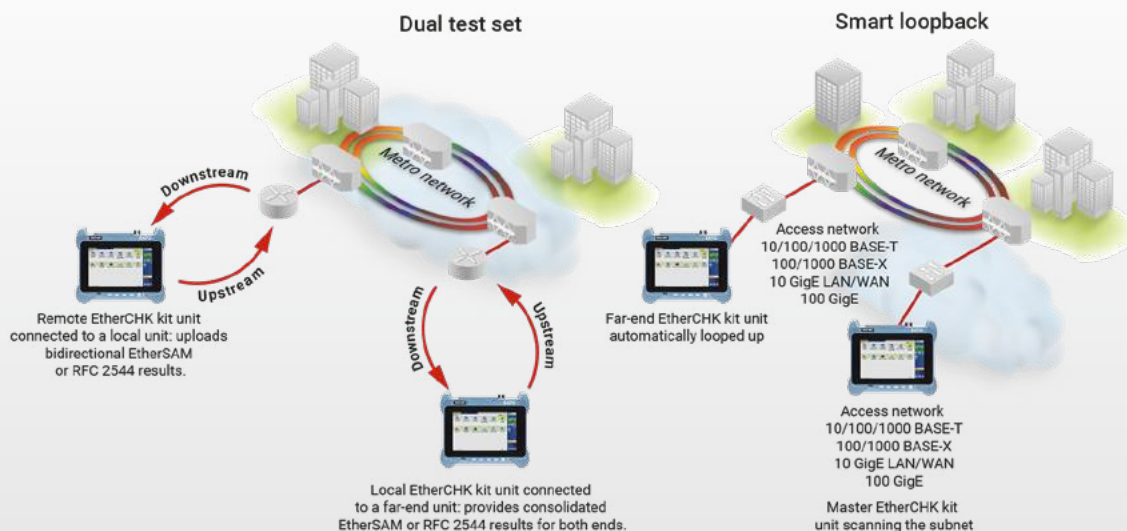 Dual test set
Metro network
Downstream
Upstream
Remote EtherCHK kit unit
connected to a local unit: uploads
bidirectional EtherSAM
or RFC 2544 results.
Downstream
Upstream
Local EtherCHK kit unit connected
to a far-end unit: provides consolidated
EtherSAM or RFC 2544 results for both ends.
Smart loopback
Metro network
Access network
10/100/1000 BASE-T
100/1000 BASE-X
10 GigE LAN/WAN
100 GigE
Far-end EtherCHK kit unit
automatically looped up
Access network
10/100/1000 BASE-T
100/1000 BASE-X
10 GigE LAN/WAN
100 GigE
Master EtherCHK kit
unit scanning the subnet